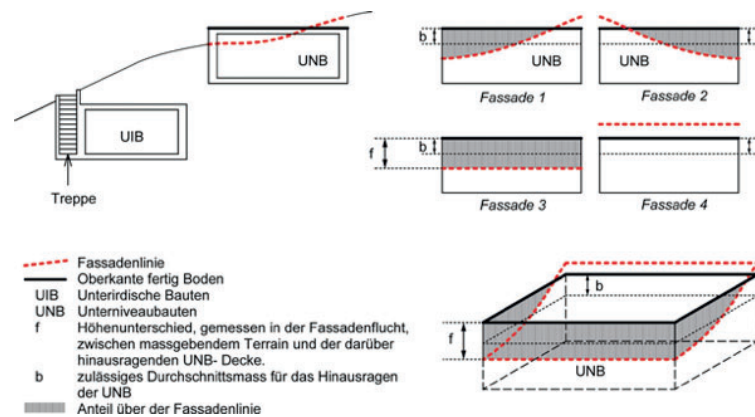 UNB
UIB
Treppe
b
UNB
Fassade 1
UNB
b
Fassade 2
f
b
Fassade 3
Fassade 4
Fassadenlinie
Oberkante fertig Boden
UIB Unterirdische Bauten
UNB Unterniveaubauten
f Höhenunterschied, gemessen in der Fassadenflucht,
zwischen massgebendem Terrain und der darüber
hinausragenden UNB- Decke.
b zulässiges Durchschnittsmass für das Hinausragen
der UNB
Anteil über der Fassadenlinie
b
f
UNB